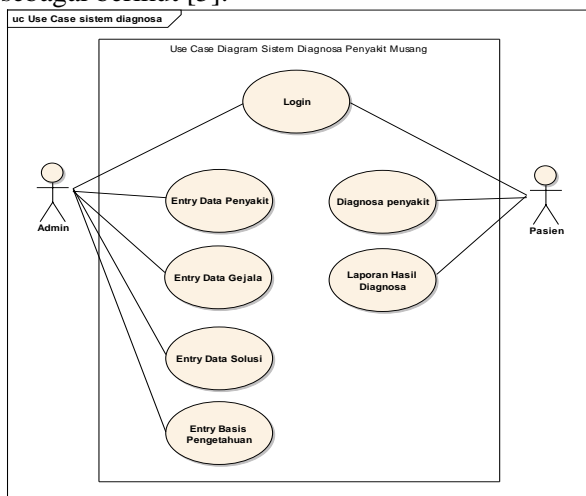 sebagai berikut [5].
uc Use Case sistem diagnosa
Use Case Diagram Sistem Diagnosa Penyakit Musang
Login
Admin
Entry Data Penyakit
Diagnosa penyakit
Pasien
Entry Data Gejala
Laporan Hasil
Diagnosa
Entry Data Solusi
Entry Basis
Pengetahuan